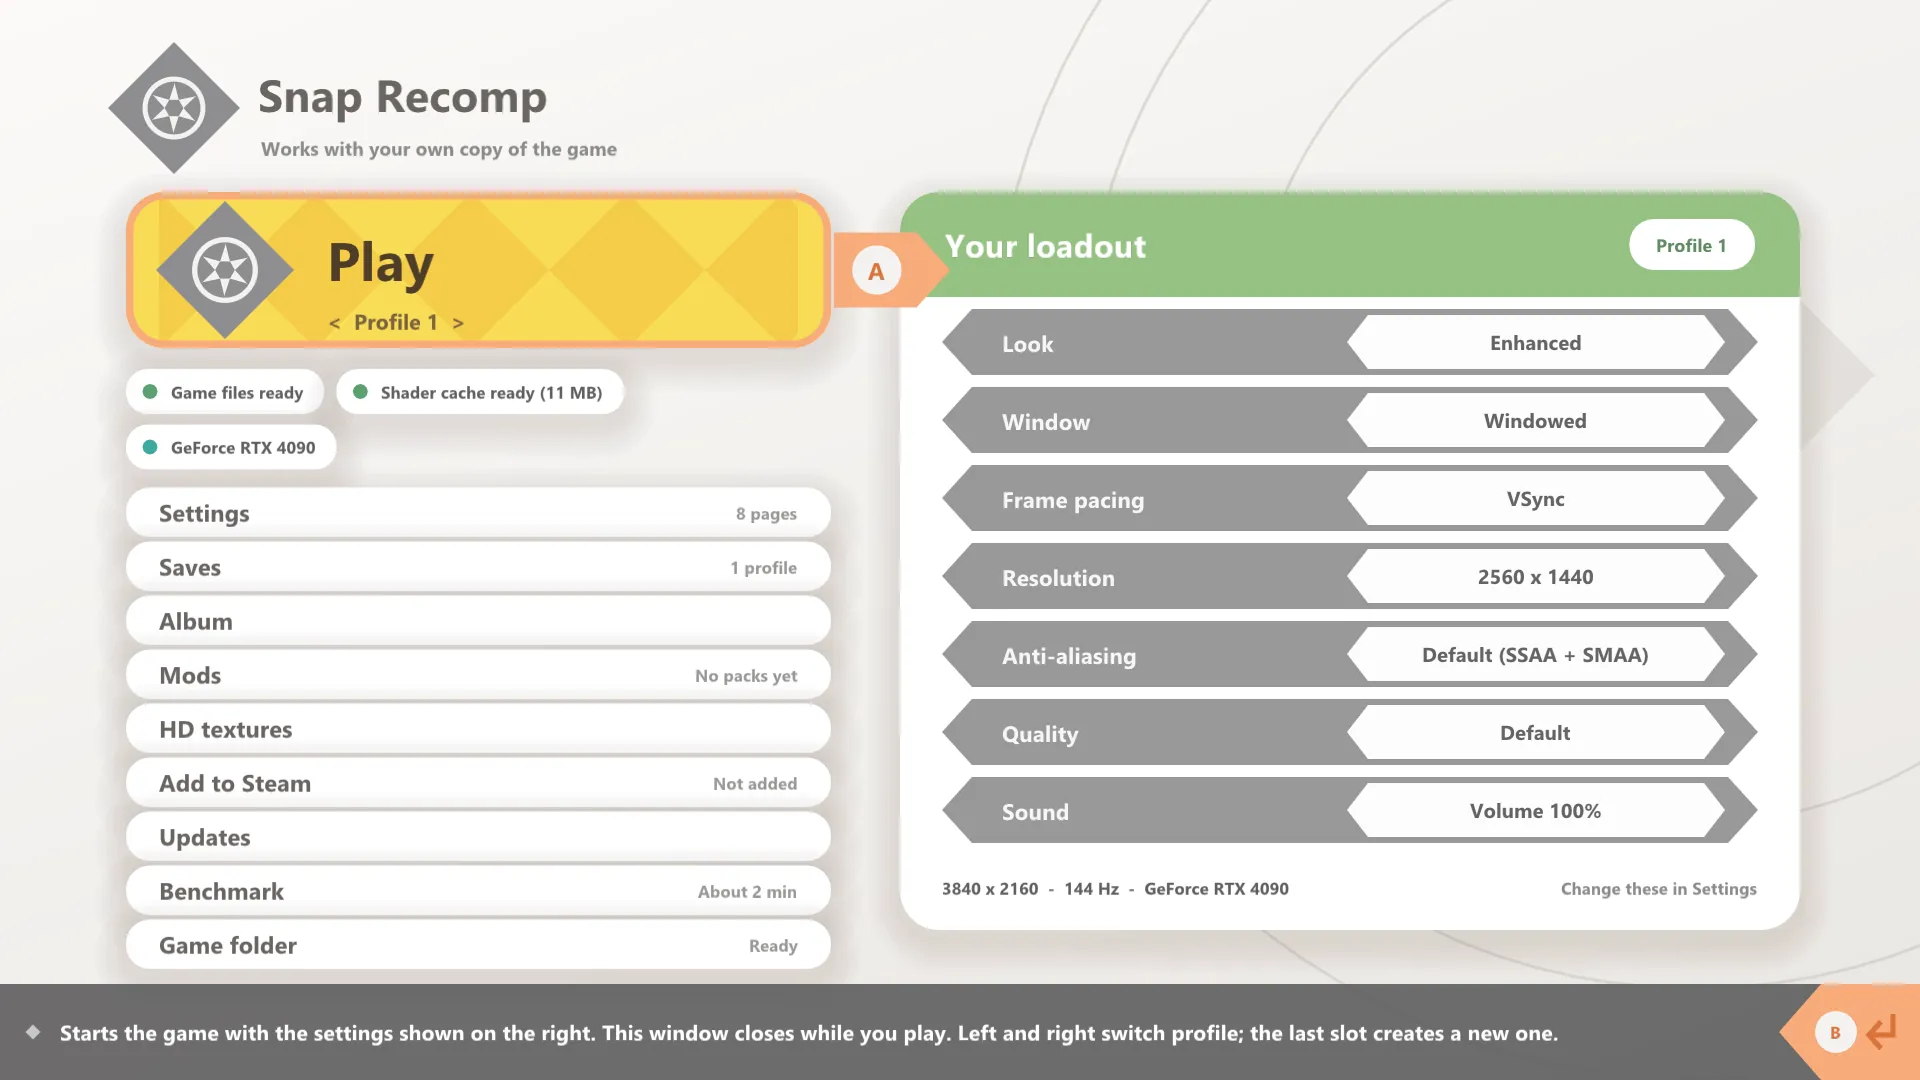 Snap Recomp
Works with your own copy of the game
Play
< Profile 1 >
A
Game files ready
Shader cache ready (11 MB)
GeForce RTX 4090
Settings 8 pages
Saves 1 profile
Album
Mods No packs yet
HD textures
Add to Steam Not added
Updates
Benchmark About 2 min
Game folder Ready
Your loadout Profile 1
Look Enhanced
Window Windowed
Frame pacing VSync
Resolution 2560 x 1440
Anti-aliasing Default (SSAA + SMAA)
Quality Default
Sound Volume 100%
3840 x 2160 - 144 Hz - GeForce RTX 4090 Change these in Settings
Starts the game with the settings shown on the right. This window closes while you play. Left and right switch profile; the last slot creates a new one.
B